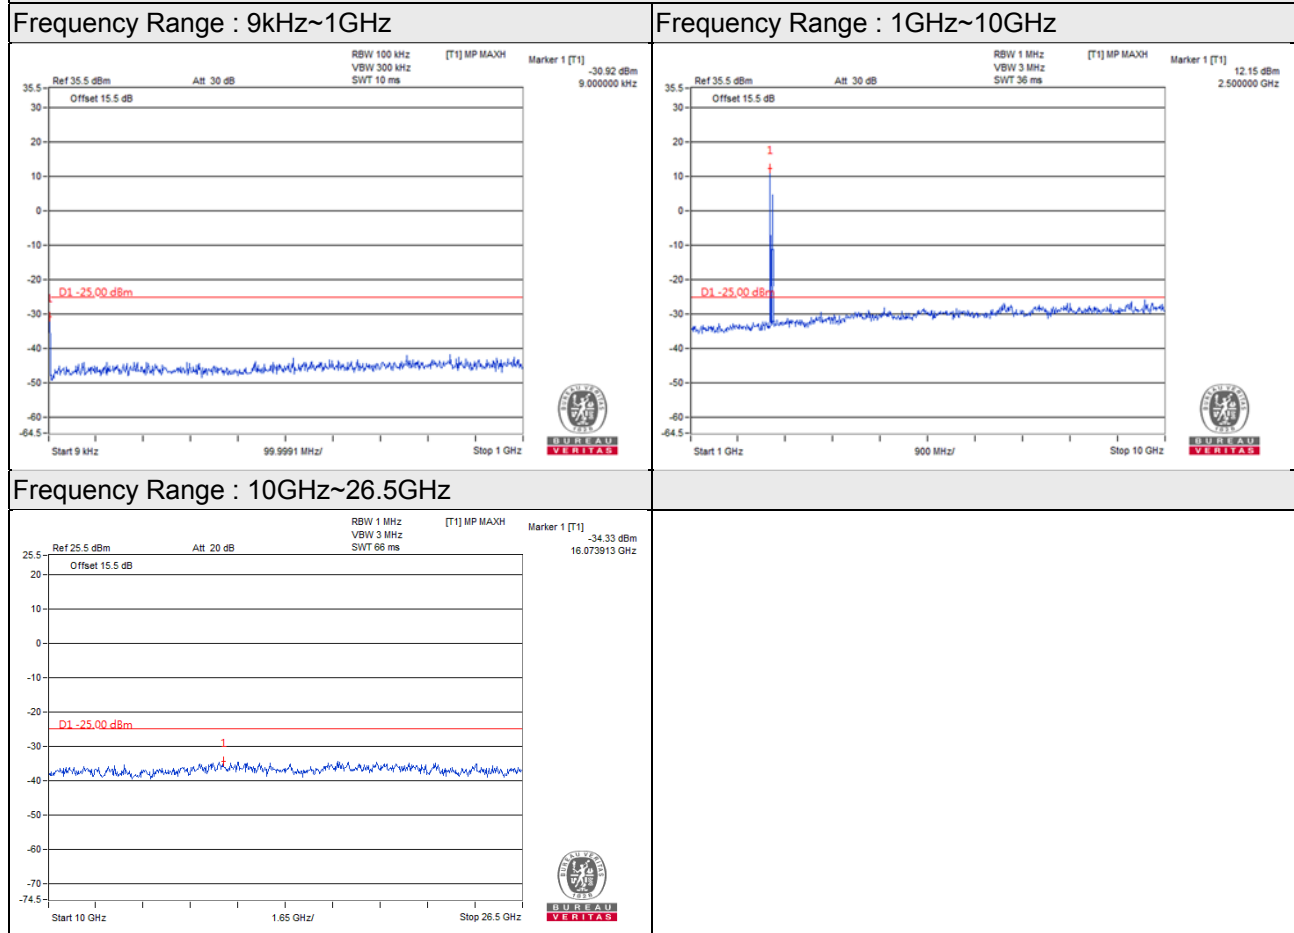 Frequency Range : 9kHz~1GHz
RBW 100 kHz
[T1] MP MAXH
Marker 1 [T1]
VBW 300 kHz
-30.92 dBm
Ref 35.5 dBm
Att 30 dB
SWT 10 ms
9.000000 kHz
35.5
Offset 15.5 dB
30
20
10
0
-10
-20
D1 -25.00 dBm
1
-30
-40
-50
-60
-64.5
Start 9 kHz
99.9991 MHz/
Stop 1 GHz
BUREAU VERITAS
1828
BUREAU
VERITAS
Frequency Range : 1GHz~10GHz
RBW 1 MHz
[T1] MP MAXH
Marker 1 [T1]
VBW 3 MHz
12.15 dBm
Ref 35.5 dBm
Att 30 dB
SWT 36 ms
2.500000 GHz
35.5
Offset 15.5 dB
30
20
1
10
0
-10
-20
D1 -25.00 dBm
-30
-40
-50
-60
-64.5
Start 1 GHz
900 MHz/
Stop 10 GHz
BUREAU VERITAS
1828
BUREAU
VERITAS
Frequency Range : 10GHz~26.5GHz
RBW 1 MHz
[T1] MP MAXH
Marker 1 [T1]
VBW 3 MHz
-34.33 dBm
Ref 25.5 dBm
Att 20 dB
SWT 66 ms
16.073913 GHz
25.5
Offset 15.5 dB
20
10
0
-10
-20
D1 -25.00 dBm
1
-30
-40
-50
-60
-70
-74.5
Start 10 GHz
1.65 GHz/
Stop 26.5 GHz
BUREAU VERITAS
1828
BUREAU
VERITAS